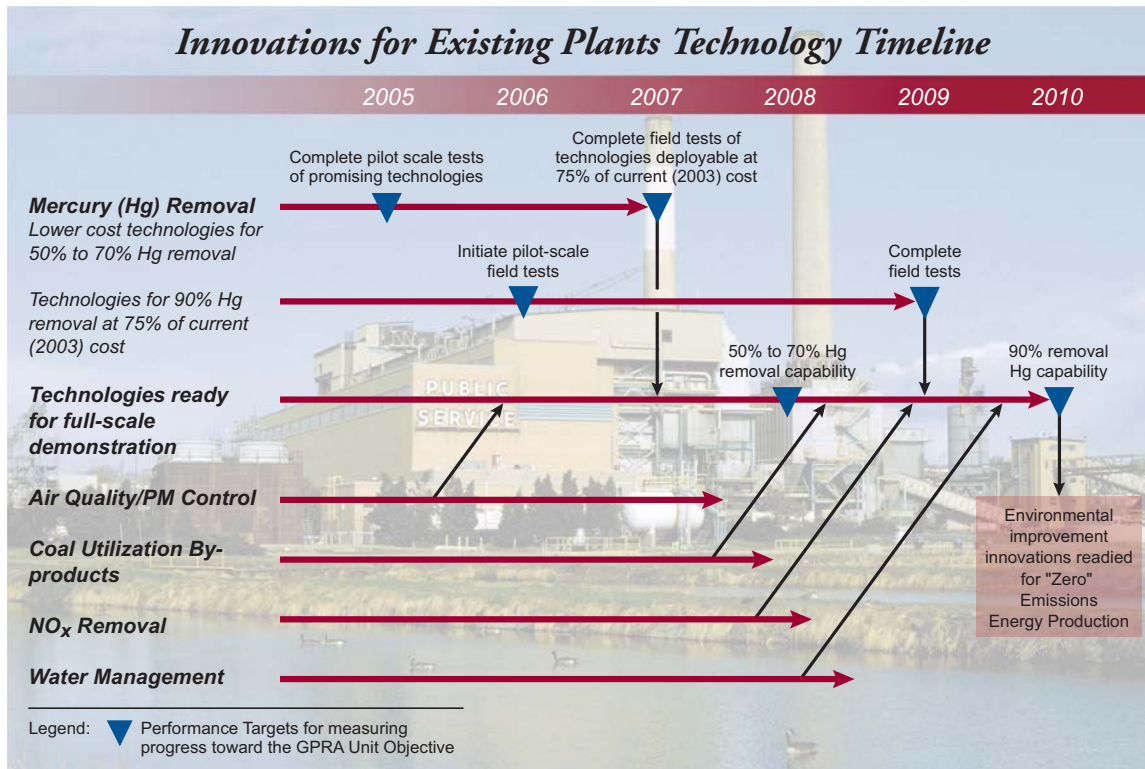 Innovations for Existing Plants Technology Timeline
2005 2006 2007 2008 2009 2010
Complete pilot scale tests
of promising technologies
Complete field tests of
technologies deployable at
75% of current (2003) cost
Mercury (Hg) Removal
Lower cost technologies for
50% to 70% Hg removal
Initiate pilot-scale
field tests
Complete
field tests
Technologies for 90% Hg
removal at 75% of current
(2003) cost
50% to 70% Hg
removal capability
90% removal
Hg capability
Technologies ready
for full-scale
demonstration
PUBLIC
SERVICE
Air Quality/PM Control
Coal Utilization By-
products
NOx Removal
Water Management
Environmental
improvement
innovations readied
for "Zero"
Emissions
Energy Production
Legend:
Performance Targets for measuring
progress toward the GPRA Unit Objective